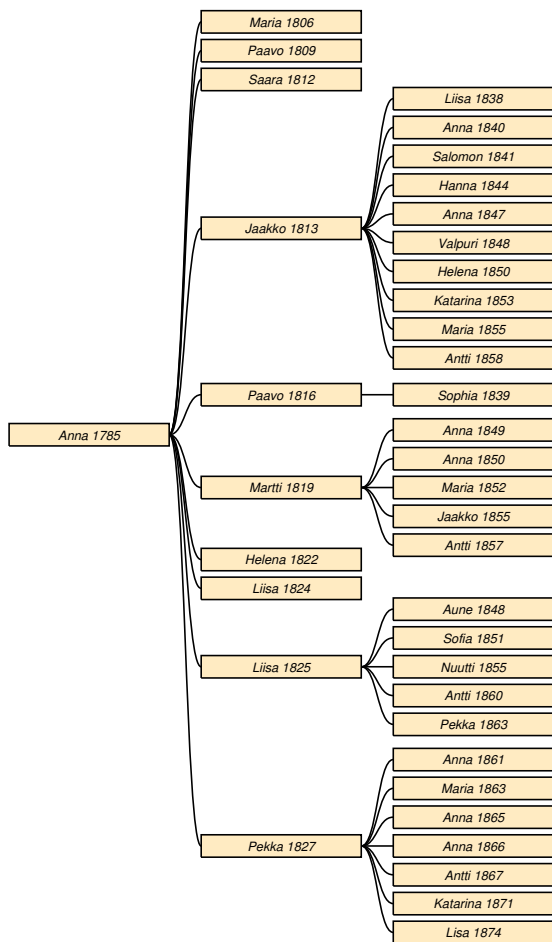 Maria 1806
Paavo 1809
Saara 1812
Liisa 1838
Anna 1840
Salomon 1841
Hanna 1844
Jaakko 1813
Anna 1847
Valpuri 1848
Helena 1850
Katarina 1853
Maria 1855
Antti 1858
Paavo 1816
Sophia 1839
Anna 1785
Anna 1849
Anna 1850
Martti 1819
Maria 1852
Jaakko 1855
Antti 1857
Helena 1822
Liisa 1824
Aune 1848
Sofia 1851
Liisa 1825
Nuutti 1855
Antti 1860
Pekka 1863
Anna 1861
Maria 1863
Anna 1865
Pekka 1827
Anna 1866
Antti 1867
Katarina 1871
Lisa 1874